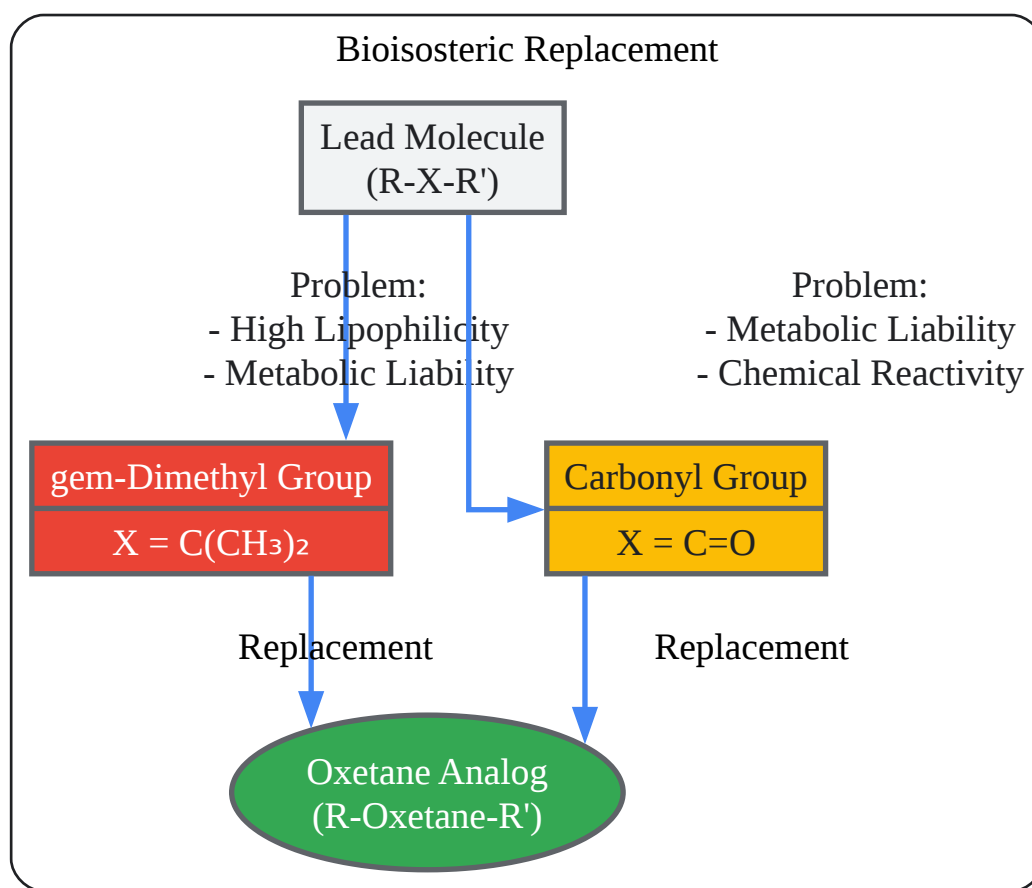 Bioisosteric Replacement
Lead Molecule
(R-X-R')
Problem:
- High Lipophilicity
- Metabolic Liability
Problem:
- Metabolic Liability
- Chemical Reactivity
gem-Dimethyl Group
X = C(CH₃)₂
Carbonyl Group
X = C=O
Replacement
Replacement
Oxetane Analog
(R-Oxetane-R')